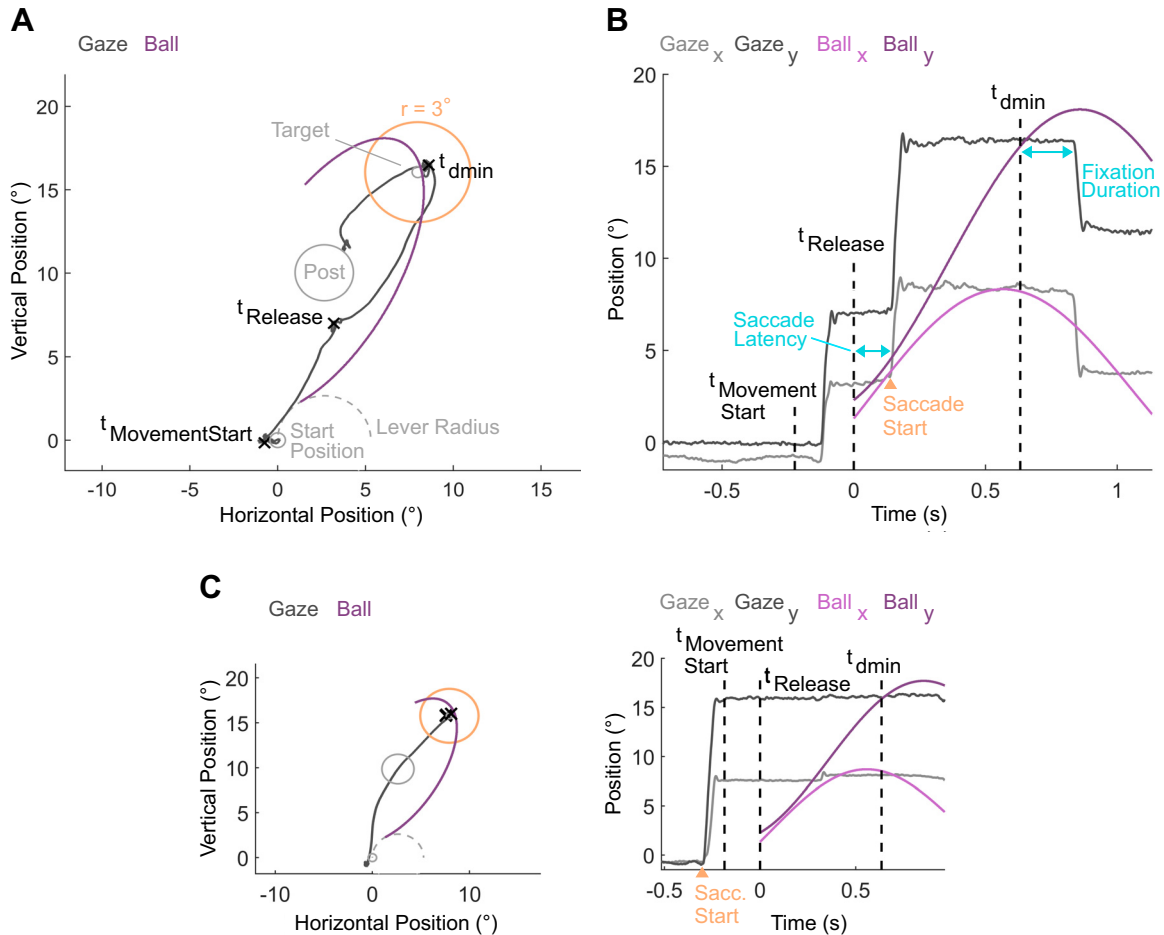 A
Gaze Ball
20
15
10
5
0
-10
-5
0
5
10
15
Vertical Position (°)
Horizontal Position (°)
r = 3°
Target
t dmin
Post
t Release
t MovementStart
Start
Position
Lever Radius
B
Gaze x Gaze y Ball x Ball y
20
15
10
5
0
-0.5
0
0.5
1
Position (°)
Time (s)
t dmin
Fixation
Duration
t Release
Saccade
Latency
t Movement
Start
Saccade
Start
C
Gaze Ball
20
15
10
5
0
-10
0
10
Vertical Position (°)
Horizontal Position (°)
Gaze x Gaze y Ball x Ball y
t Movement
Start
t Release
t dmin
20
15
10
5
0
-0.5
0
0.5
Position (°)
Sacc.
Start
Time (s)